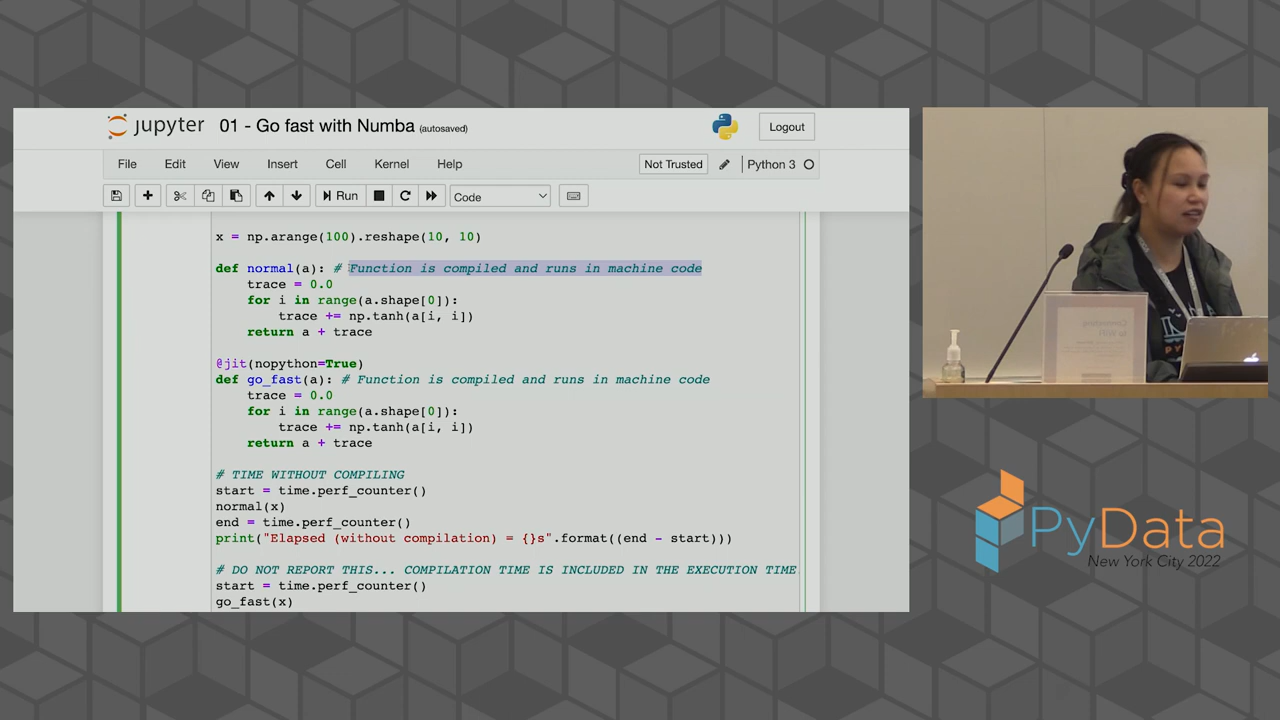 jupyter 01 - Go fast with Numba (autosaved)
Logout
File Edit View Insert Cell Kernel Help
Not Trusted
Python 3
Run
Code
x = np.arange(100).reshape(10, 10)
def normal(a): # Function is compiled and runs in machine code
trace = 0.0
for i in range(a.shape[0]):
trace += np.tanh(a[i, i])
return a + trace
@jit(nopython=True)
def go_fast(a): # Function is compiled and runs in machine code
trace = 0.0
for i in range(a.shape[0]):
trace += np.tanh(a[i, i])
return a + trace
# TIME WITHOUT COMPILING
start = time.perf_counter()
normal(x)
end = time.perf_counter()
print("Elapsed (without compilation) = {}s".format((end - start)))
# DO NOT REPORT THIS... COMPILATION TIME IS INCLUDED IN THE EXECUTION TIME
start = time.perf_counter()
go_fast(x)
PyData
New York City 2022